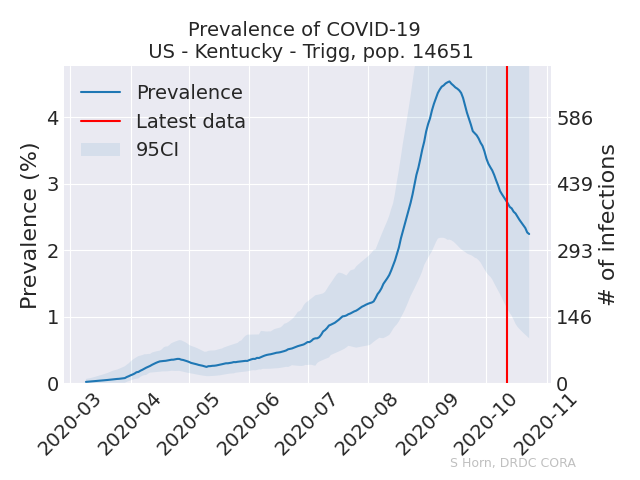 Prevalence of COVID-19
US - Kentucky - Trigg, pop. 14651
Prevalence
Latest data
95CI
Prevalence (%)
4
3
2
1
0
586
439
293
146
0
# of infections
2020-03
2020-04
2020-05
2020-06
2020-07
2020-08
2020-09
2020-10
2020-11
S Horn, DRDC CORA